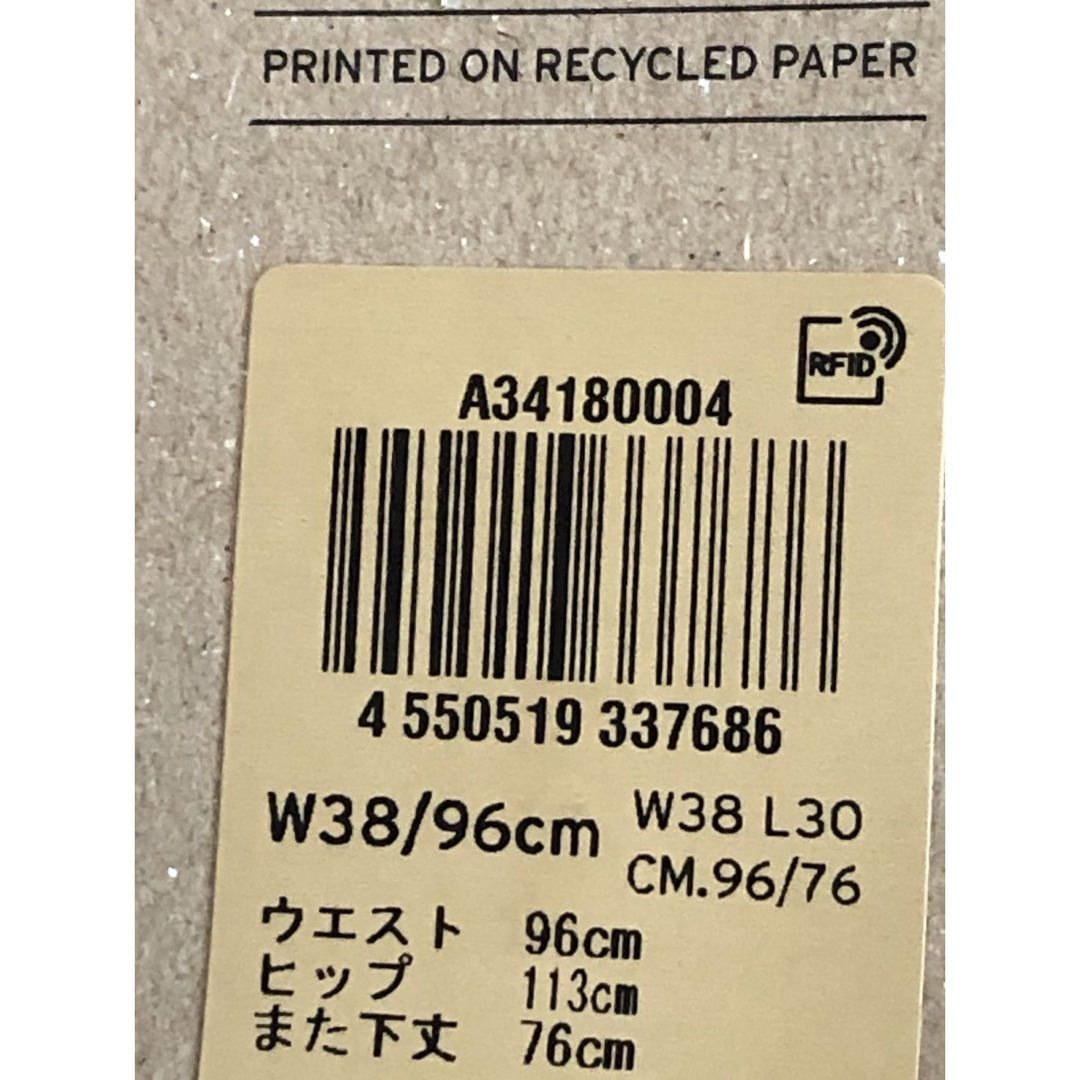 PRINTED ON RECYCLED PAPER
RFID
A34180004
4 550519 337686
W38/96cm
W38 L30
CM.96/76
ウエスト 96cm
ヒップ 113cm
また下丈 76cm